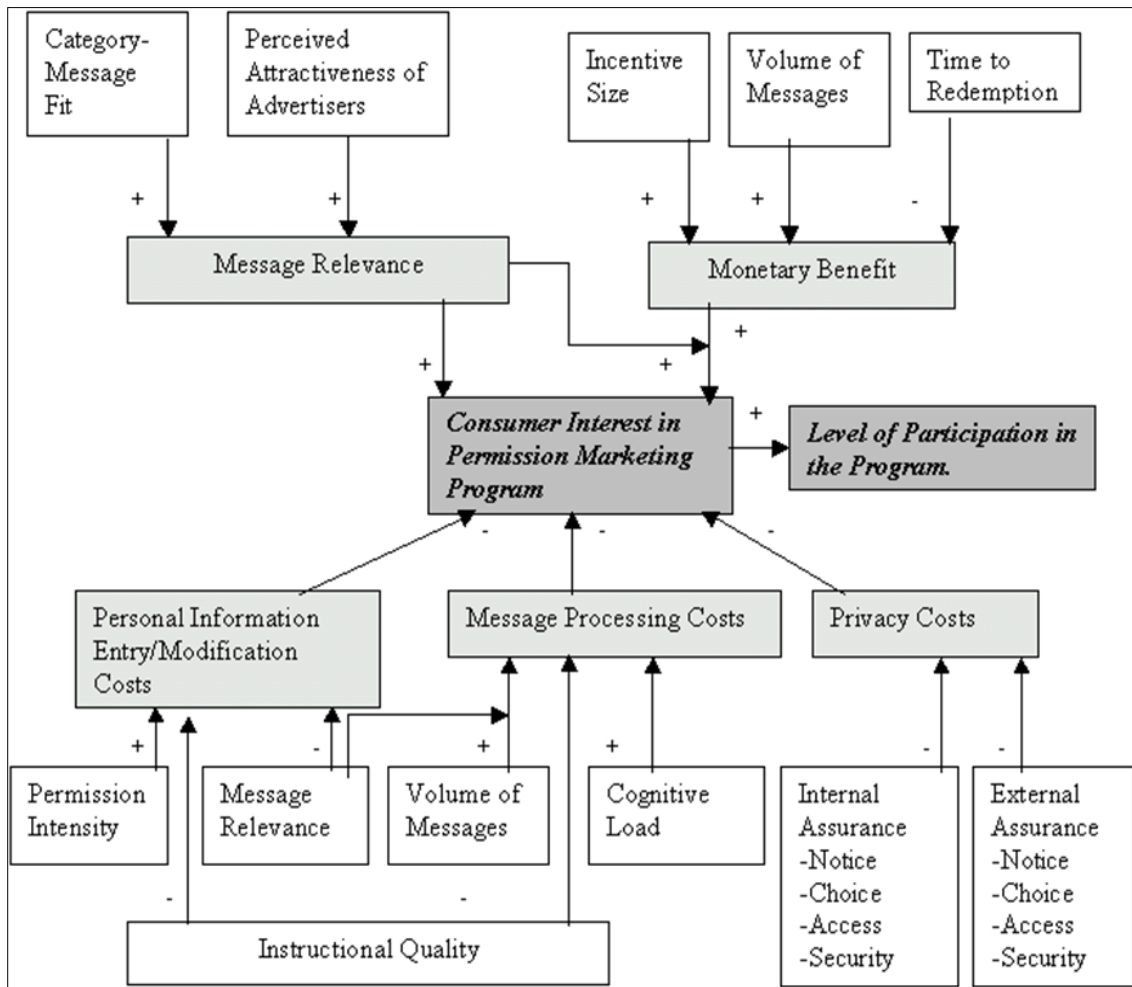 Category-
Message
Fit
Perceived
Attractiveness of
Advertisers
Incentive
Size
Volume of
Messages
Time to
Redemption
+
+
+
+
-
Message Relevance
Monetary Benefit
+
+
+
Consumer Interest in
Permission Marketing
Program
+
Level of Participation in
the Program.
-
-
-
Personal Information
Entry/Modification
Costs
Message Processing Costs
Privacy Costs
+
-
+
+
-
-
Permission
Intensity
Message
Relevance
Volume of
Messages
Cognitive
Load
Internal
Assurance
-Notice
-Choice
-Access
-Security
External
Assurance
-Notice
-Choice
-Access
-Security
-
-
Instructional Quality